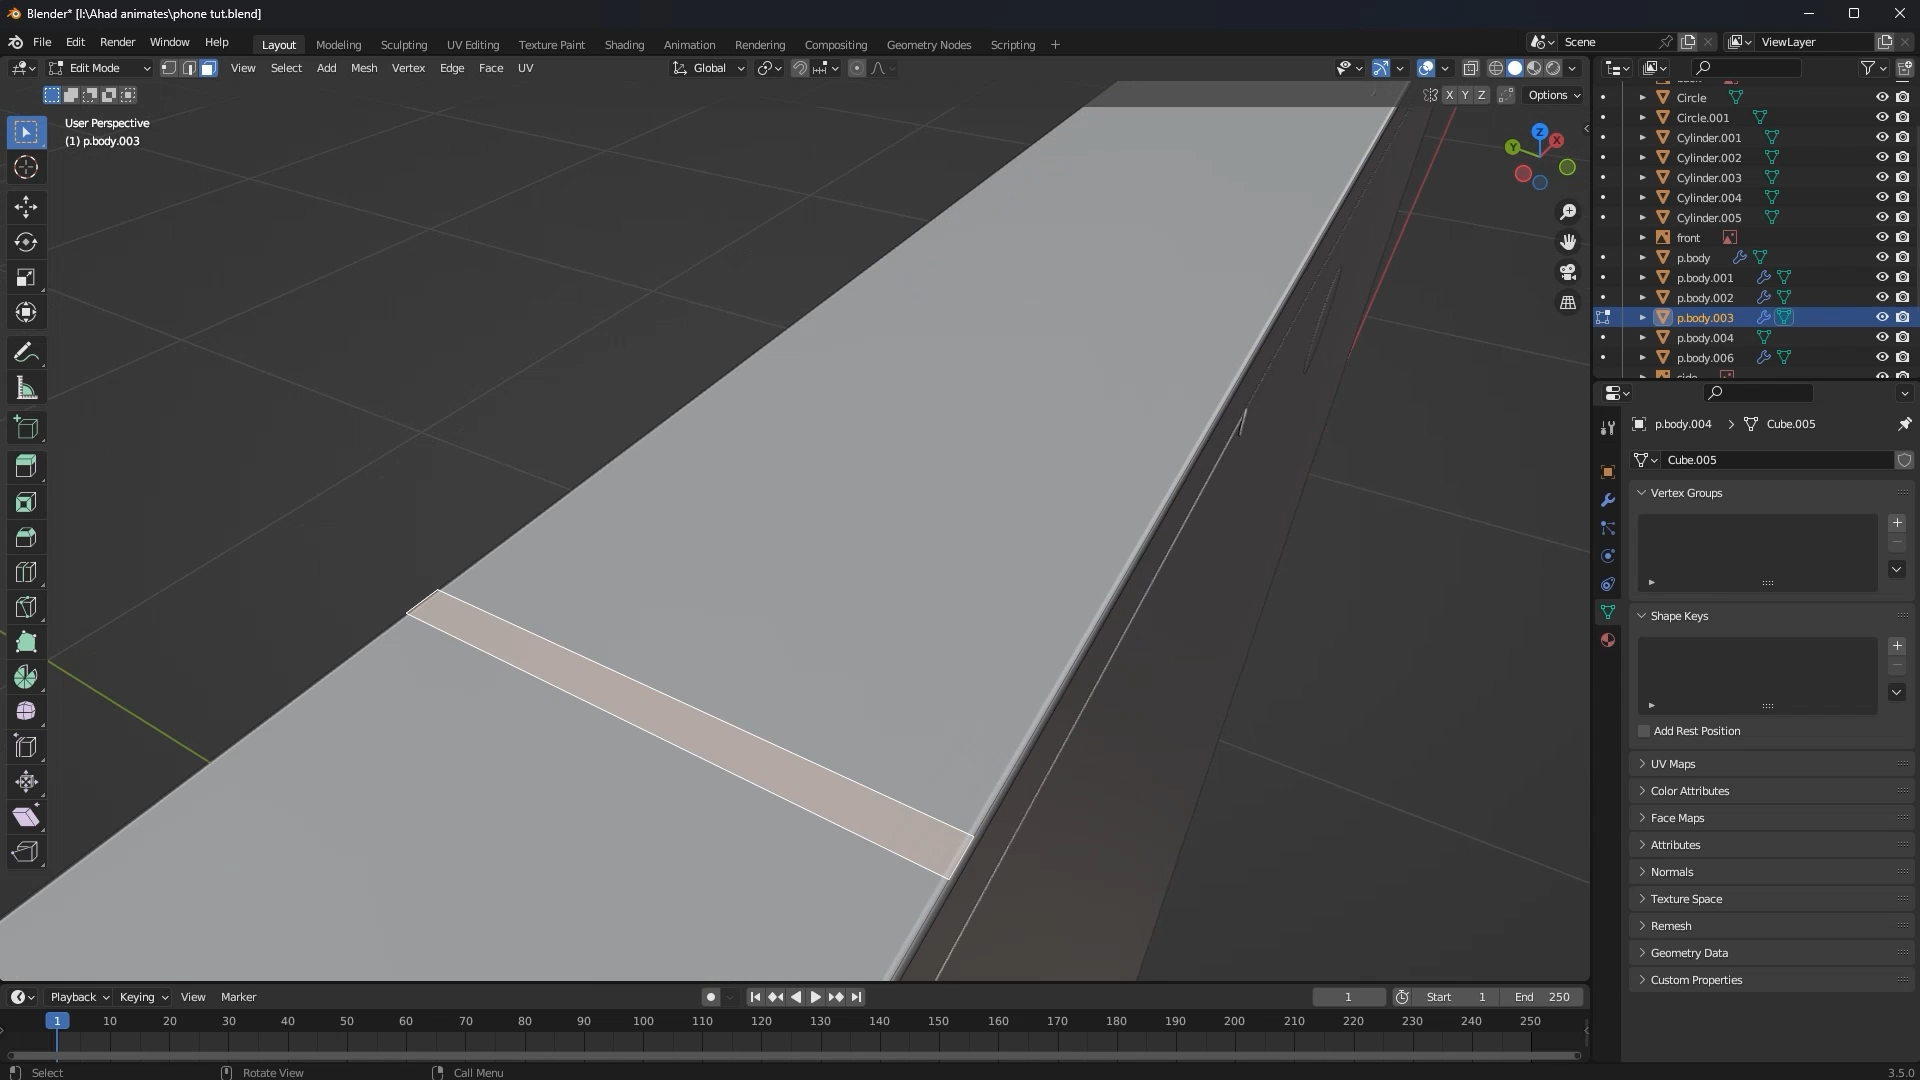 Blender* [I:\Ahad animates\phone tut.blend]
File Edit Render Window Help Layout Modeling Sculpting UV Editing Texture Paint Shading Animation Rendering Compositing Geometry Nodes Scripting + Scene ViewLayer
Edit Mode View Select Add Mesh Vertex Edge Face UV Global
X Y Z Options
User Perspective
(1) p.body.003
Z
X
Y
Circle
Circle.001
Cylinder.001
Cylinder.002
Cylinder.003
Cylinder.004
Cylinder.005
front
p.body
p.body.001
p.body.002
p.body.003
p.body.004
p.body.006
p.body.004 > Cube.005
Cube.005
Vertex Groups
Shape Keys
Add Rest Position
UV Maps
Color Attributes
Face Maps
Attributes
Normals
Texture Space
Remesh
Geometry Data
Custom Properties
Playback Keying View Marker 1 Start 1 End 250
1 10 20 30 40 50 60 70 80 90 100 110 120 130 140 150 160 170 180 190 200 210 220 230 240 250
Select Rotate View Call Menu 3.5.0